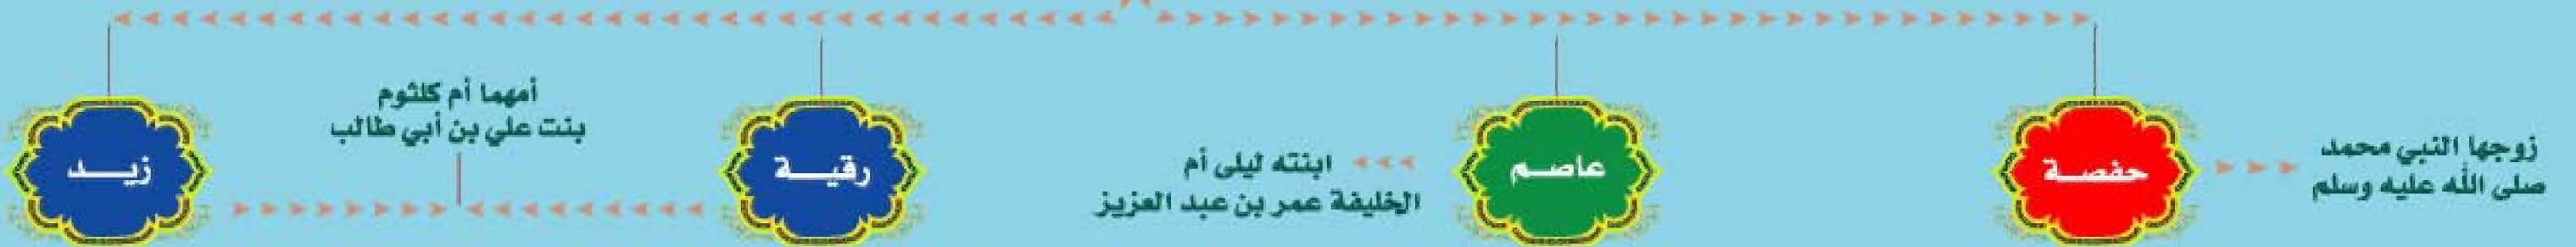 حفصة
زوجها النبي محمد
صلى الله عليه وسلم
عاصم
ابنته ليلى أم
الخليفة عمر بن عبد العزيز
رقية
أمهما أم كلثوم
بنت علي بن أبي طالب
زيد